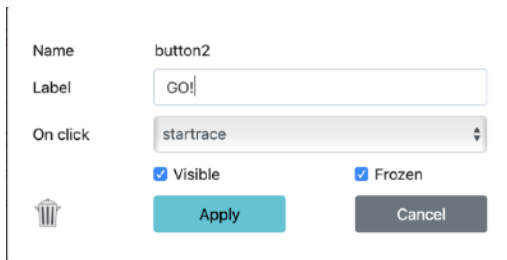 Name button2
Label GO!
On click startrace
Visible Frozen
Apply Cancel